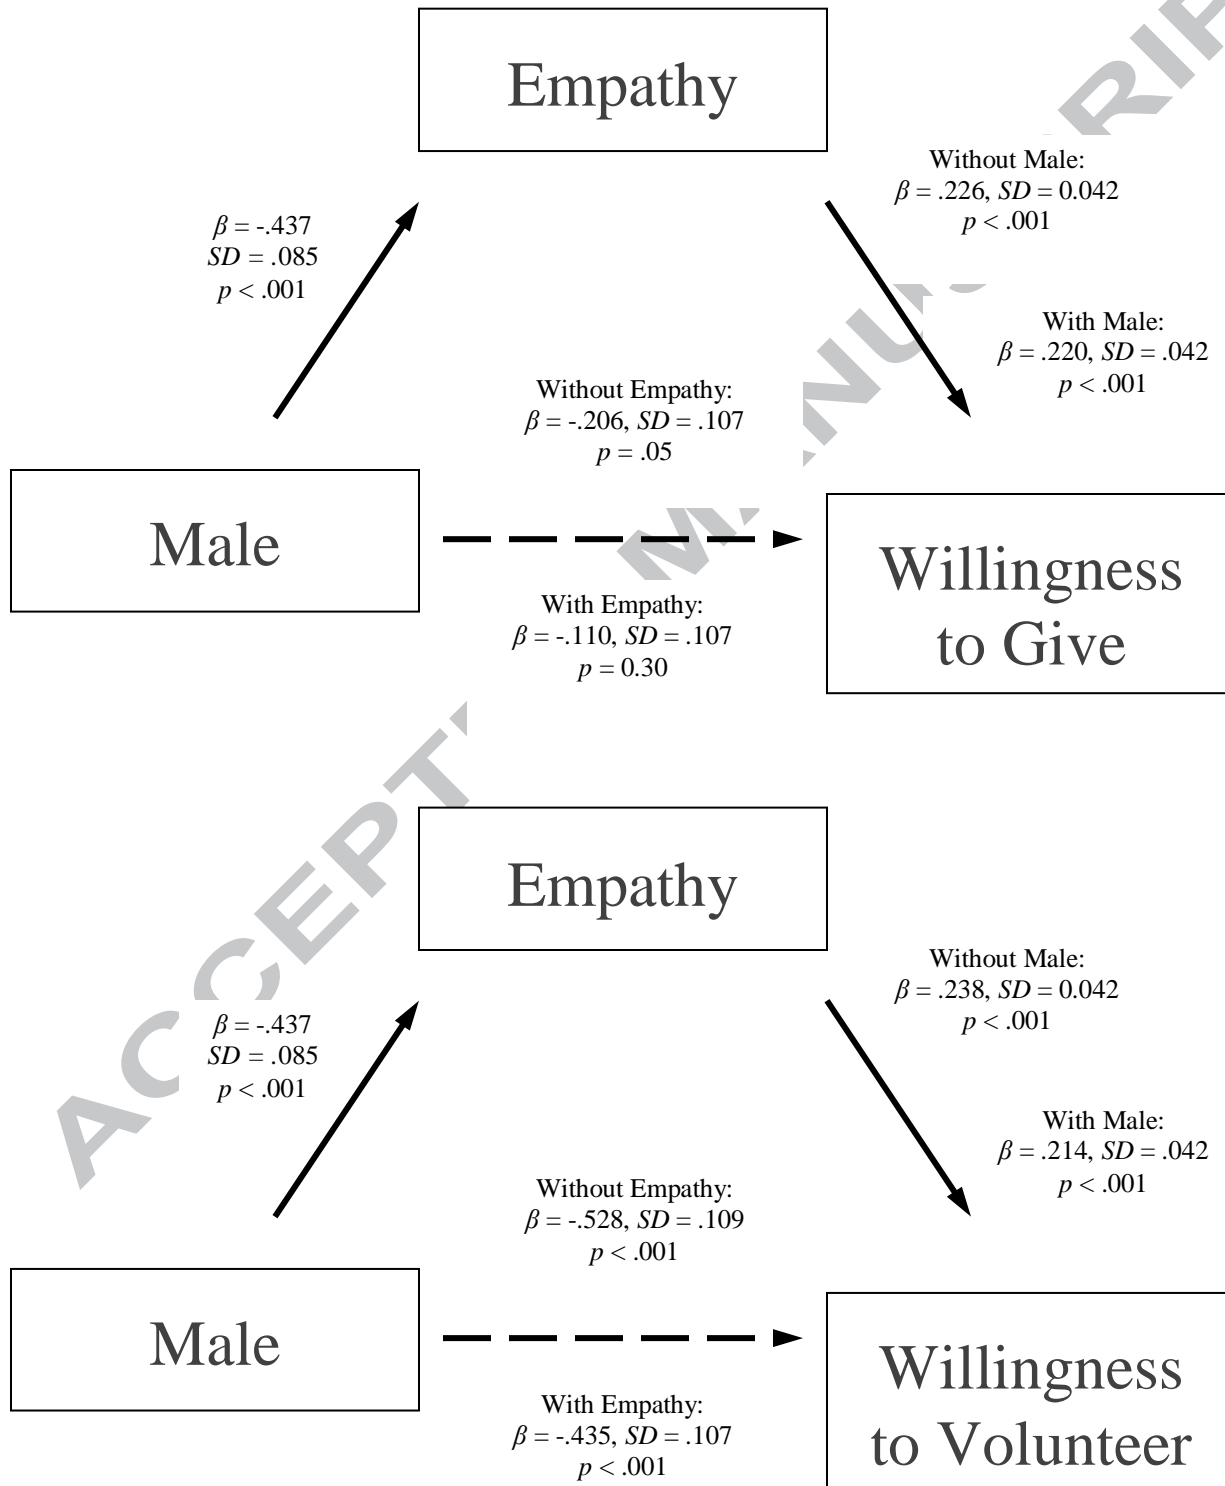 Empathy
Without Male:
β = .226, SD = 0.042
p < .001
β = -.437
SD = .085
p < .001
With Male:
β = .220, SD = .042
p < .001
Without Empathy:
β = -.206, SD = .107
p = .05
Male
Willingness
to Give
With Empathy:
β = -.110, SD = .107
p = 0.30
Empathy
Without Male:
β = .238, SD = 0.042
p < .001
β = -.437
SD = .085
p < .001
With Male:
β = .214, SD = .042
p < .001
Without Empathy:
β = -.528, SD = .109
p < .001
Male
Willingness
to Volunteer
With Empathy:
β = -.435, SD = .107
p < .001